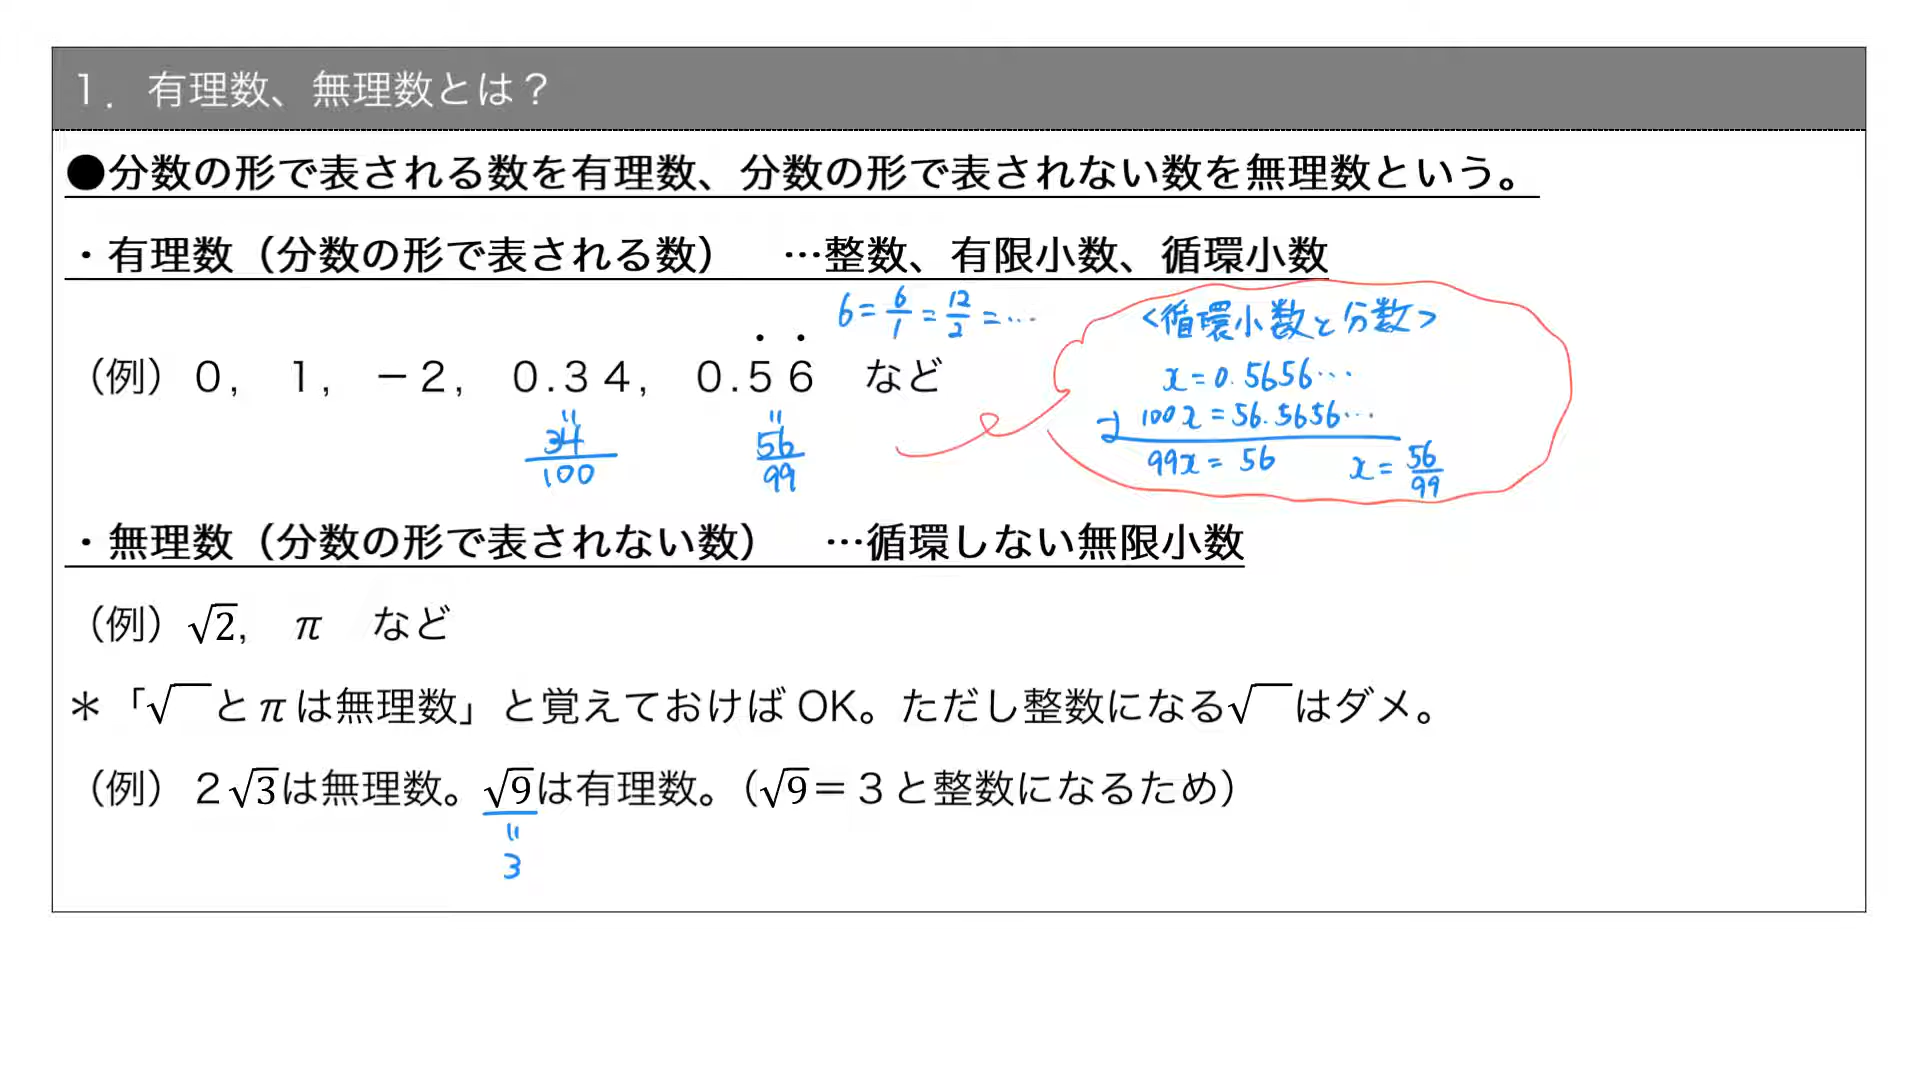 １．有理数、無理数とは？
●分数の形で表される数を有理数、分数の形で表されない数を無理数という。
・有理数（分数の形で表される数）　…整数、有限小数、循環小数
6 = 6/1 = 12/2 = …
（例）０,　１,　－２,　０.３４,　０.５̇６̇　など
= 34/100
= 56/99
<循環小数と分数>
x = 0.5656…
-) 100x = 56.5656…
99x = 56　x = 56/99
・無理数（分数の形で表されない数）　…循環しない無限小数
（例）√2,　π　など
＊「√ とπは無理数」と覚えておけば OK。ただし整数になる√ はダメ。
（例）２√3は無理数。√9は有理数。（√9＝３と整数になるため）
= 3